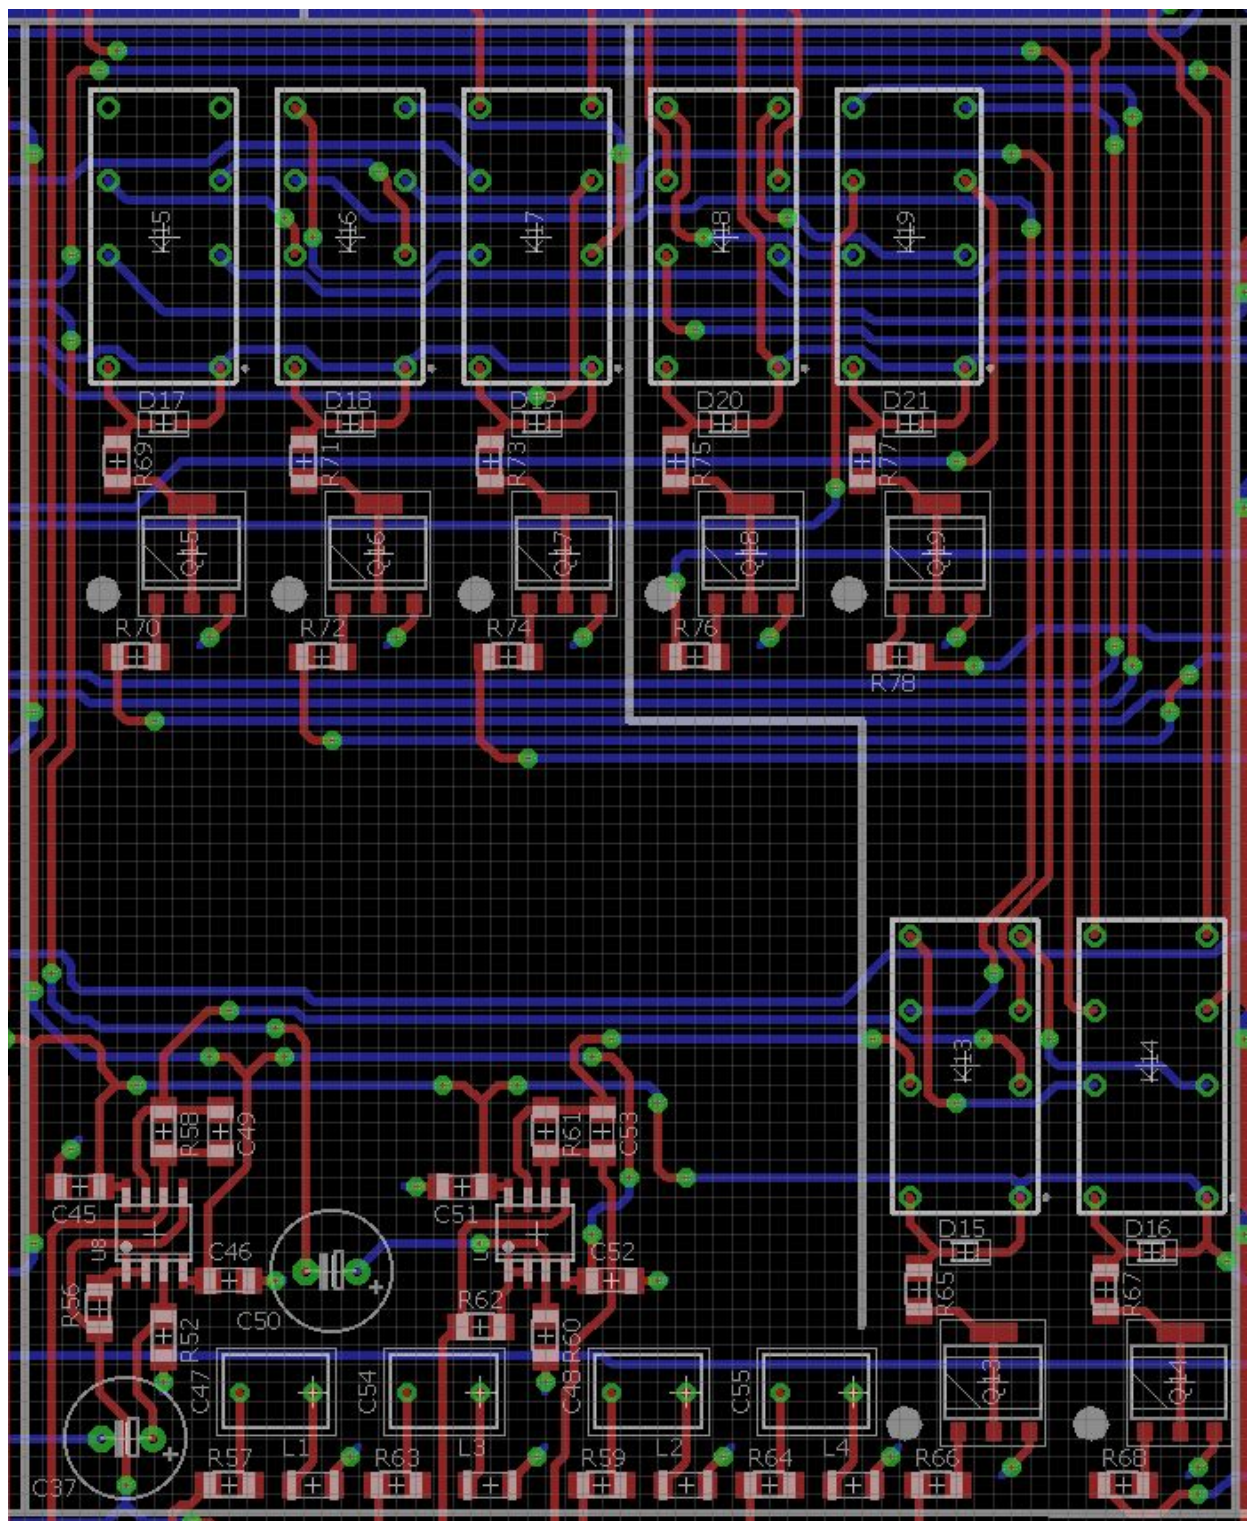 K15 K16 K17 K18 K19
D17 D18 D19 D20 D21
R69 R71 R73 R75 R77
Q15 Q16 Q17 Q18 Q19
R70 R72 R74 R76
R78
K13 K14
R58 C49 R61 C53
C45 C51
U8
C46 C52
D15 D16
R56 R52 C50 R62 R60 R65 R67
C47 C54 C48 C55 Q13 Q14
L1 L3 L2 L4
R57 R63 R59 R64 R66 R68
C37